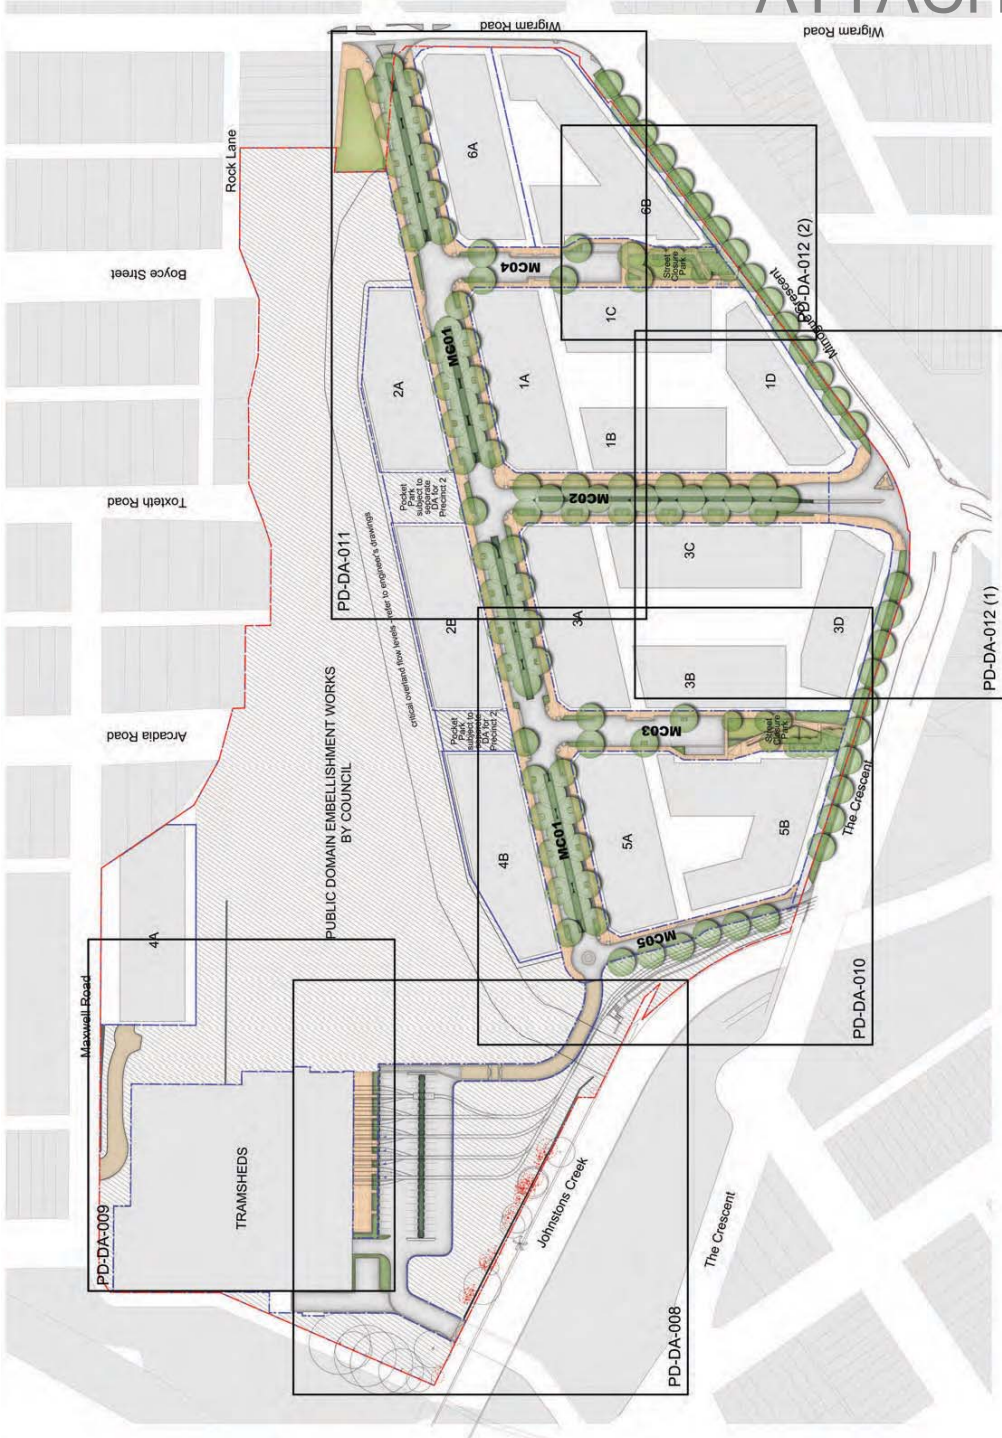 ATTACH
Wigram Road
Wigram Road
Rock Lane
Boyce Street
Toxteth Road
Arcadia Road
Maxwell Road
6A
6B
PD-DA-012 (2)
MC04
Street
Closure
Park
Minogue Crescent
1C
2A
MC01
1A
1D
1B
PD-DA-011
Pocket
Park
subject to
separate
DA for
Precinct 2
MC02
critical overland flow levels - refer to engineer's drawings
3C
2B
3A
3D
PD-DA-012 (1)
3B
PUBLIC DOMAIN EMBELLISHMENT WORKS
BY COUNCIL
Pocket
Park
subject to
separate
DA for
Precinct 2
MC03
Street
Closure
Park
The Crescent
MC01
4B
5A
5B
4A
MC05
PD-DA-010
TRAMSHEDS
PD-DA-009
Johnstons Creek
The Crescent
PD-DA-008